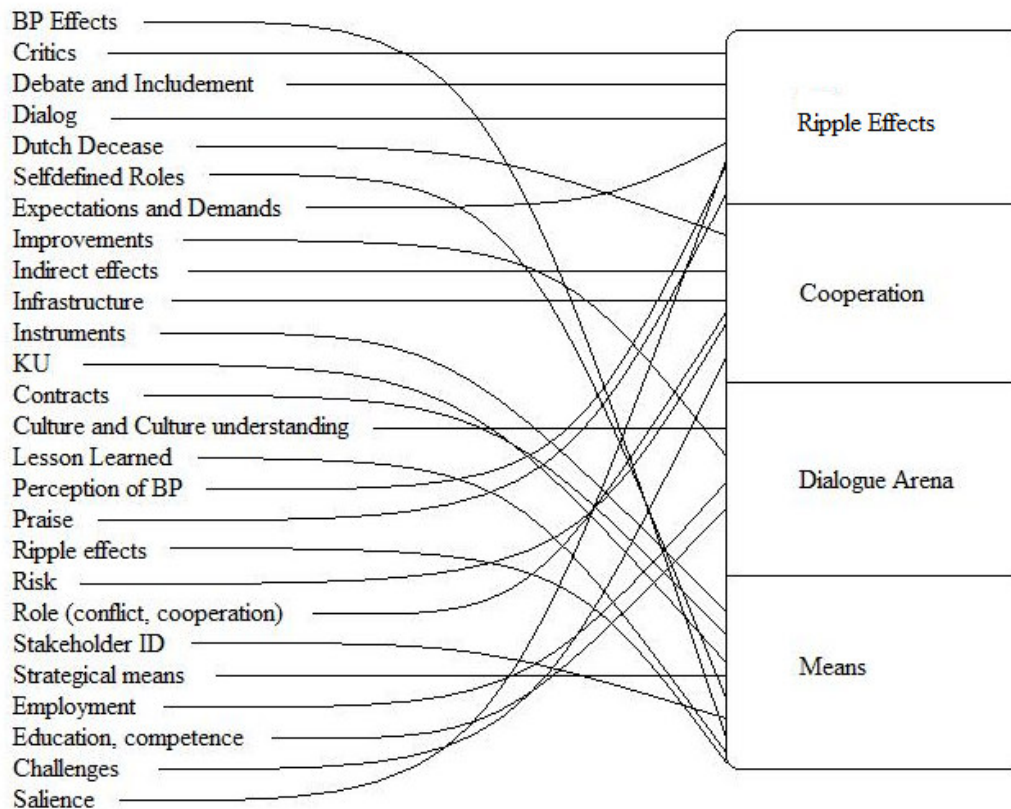 BP Effects
Critics
Debate and Includement
Dialog
Dutch Decease
Selfdefined Roles
Expectations and Demands
Improvements
Indirect effects
Infrastructure
Instruments
KU
Contracts
Culture and Culture understanding
Lesson Learned
Perception of BP
Praise
Ripple effects
Risk
Role (conflict, cooperation)
Stakeholder ID
Strategical means
Employment
Education, competence
Challenges
Salience
Ripple Effects
Cooperation
Dialogue Arena
Means